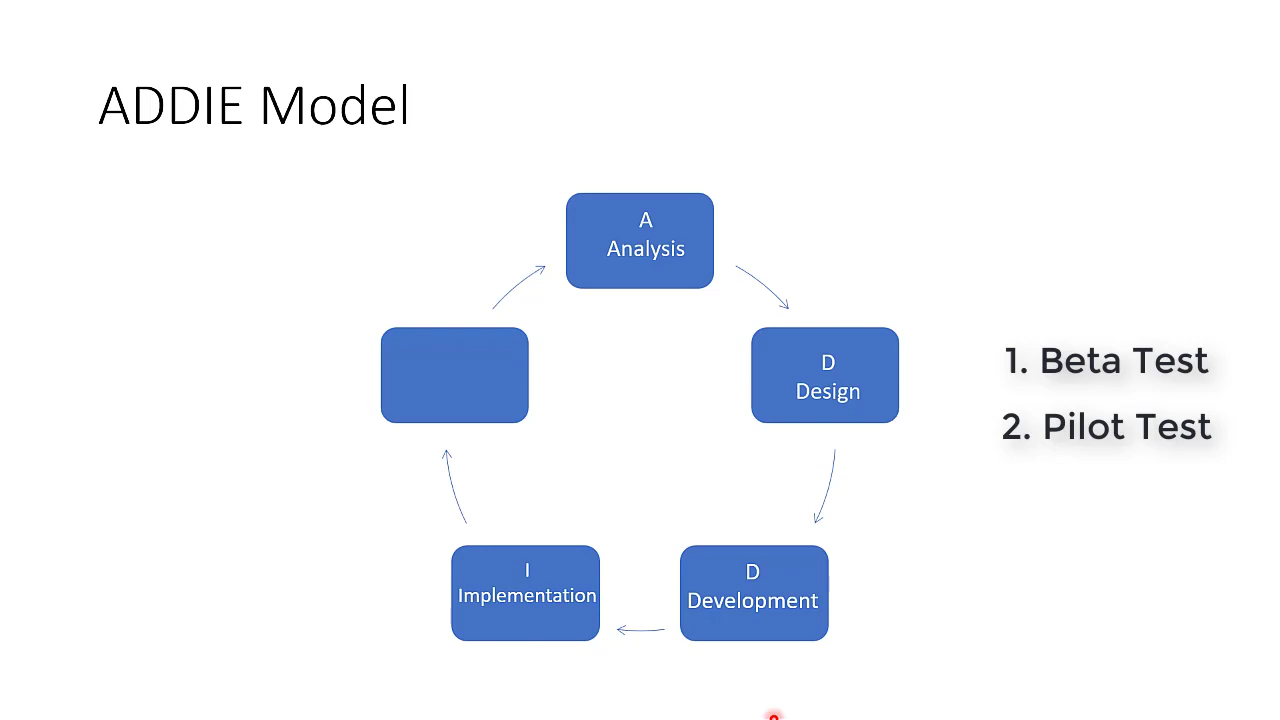 ADDIE Model
A
Analysis
D
Design
1. Beta Test
2. Pilot Test
I
Implementation
D
Development